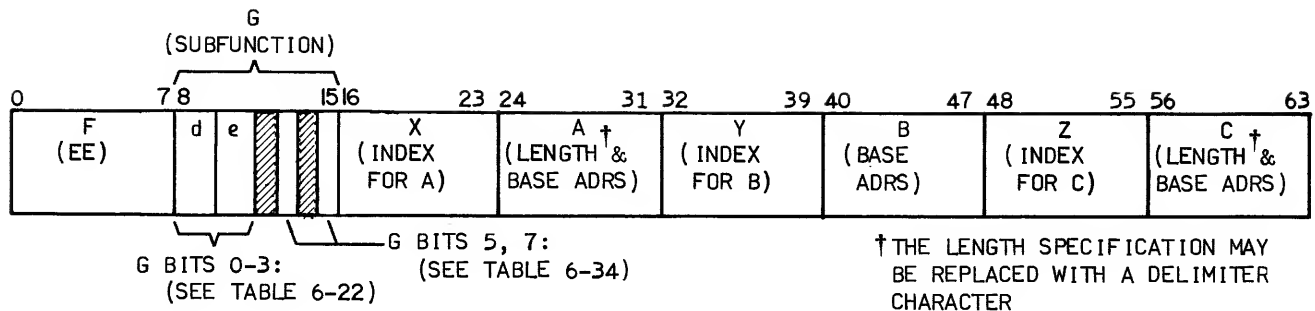 G
(SUBFUNCTION)
0 7 8 15 16 23 24 31 32 39 40 47 48 55 56 63
F d e X A † Y B Z C †
(EE) (INDEX (LENGTH & (INDEX (BASE (INDEX (LENGTH &
FOR A) BASE ADRS) FOR B) ADRS) FOR C) BASE ADRS)
G BITS 0-3:
(SEE TABLE 6-22)
G BITS 5, 7:
(SEE TABLE 6-34)
† THE LENGTH SPECIFICATION MAY
BE REPLACED WITH A DELIMITER
CHARACTER